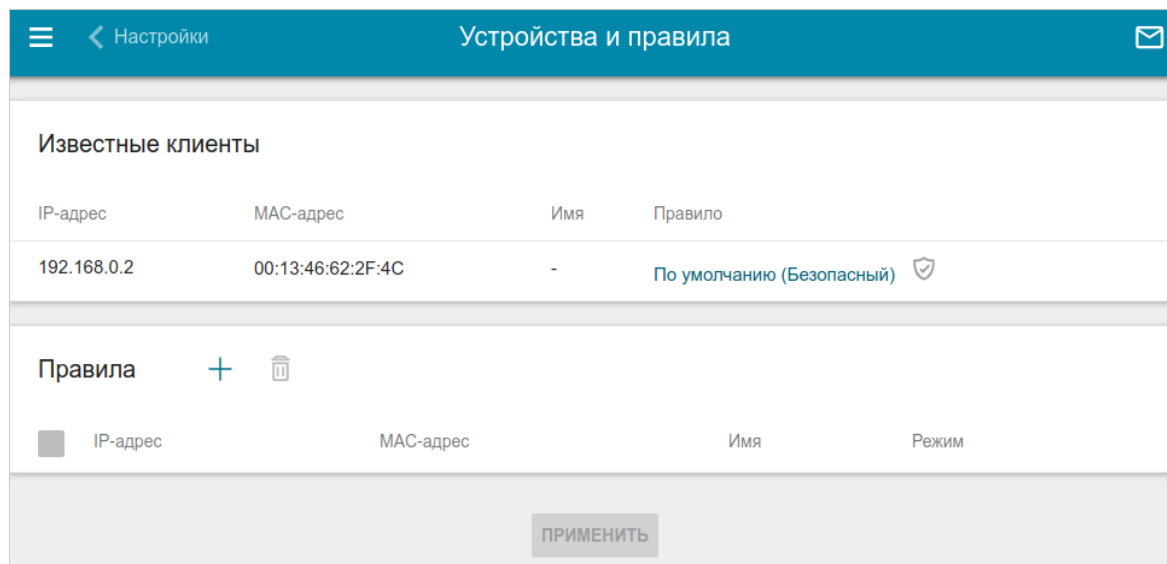 Настройки Устройства и правила
Известные клиенты
IP-адрес MAC-адрес Имя Правило
192.168.0.2 00:13:46:62:2F:4C - По умолчанию (Безопасный)
Правила
IP-адрес MAC-адрес Имя Режим
ПРИМЕНИТЬ